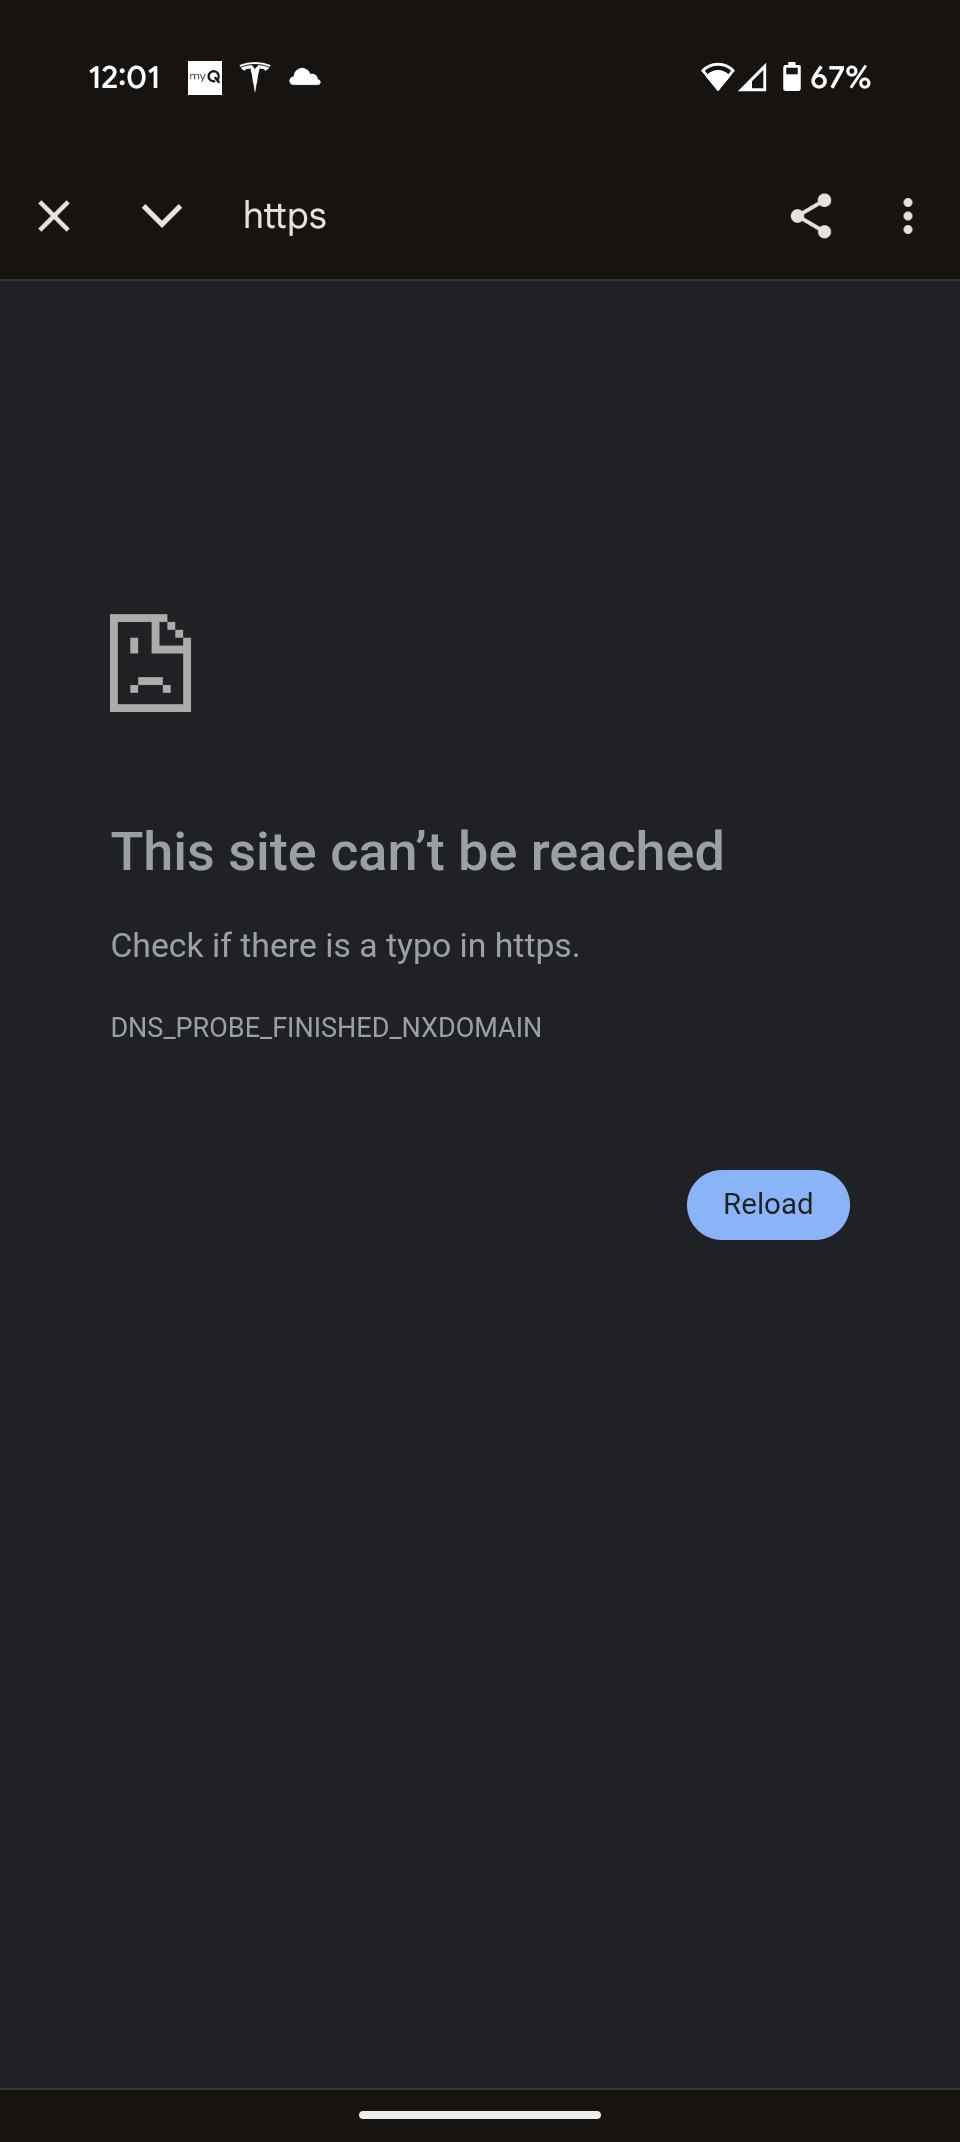 12:01 myQ 67%
https
This site can’t be reached
Check if there is a typo in https.
DNS_PROBE_FINISHED_NXDOMAIN
Reload